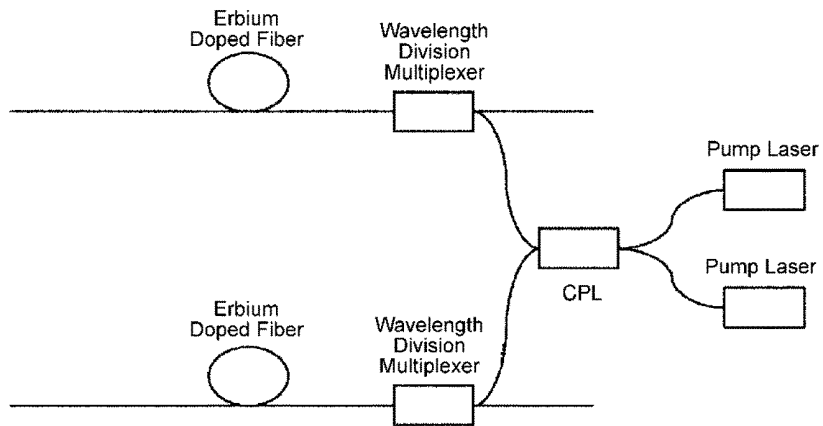 Erbium
Doped Fiber
Wavelength
Division
Multiplexer
Pump Laser
CPL
Pump Laser
Erbium
Doped Fiber
Wavelength
Division
Multiplexer